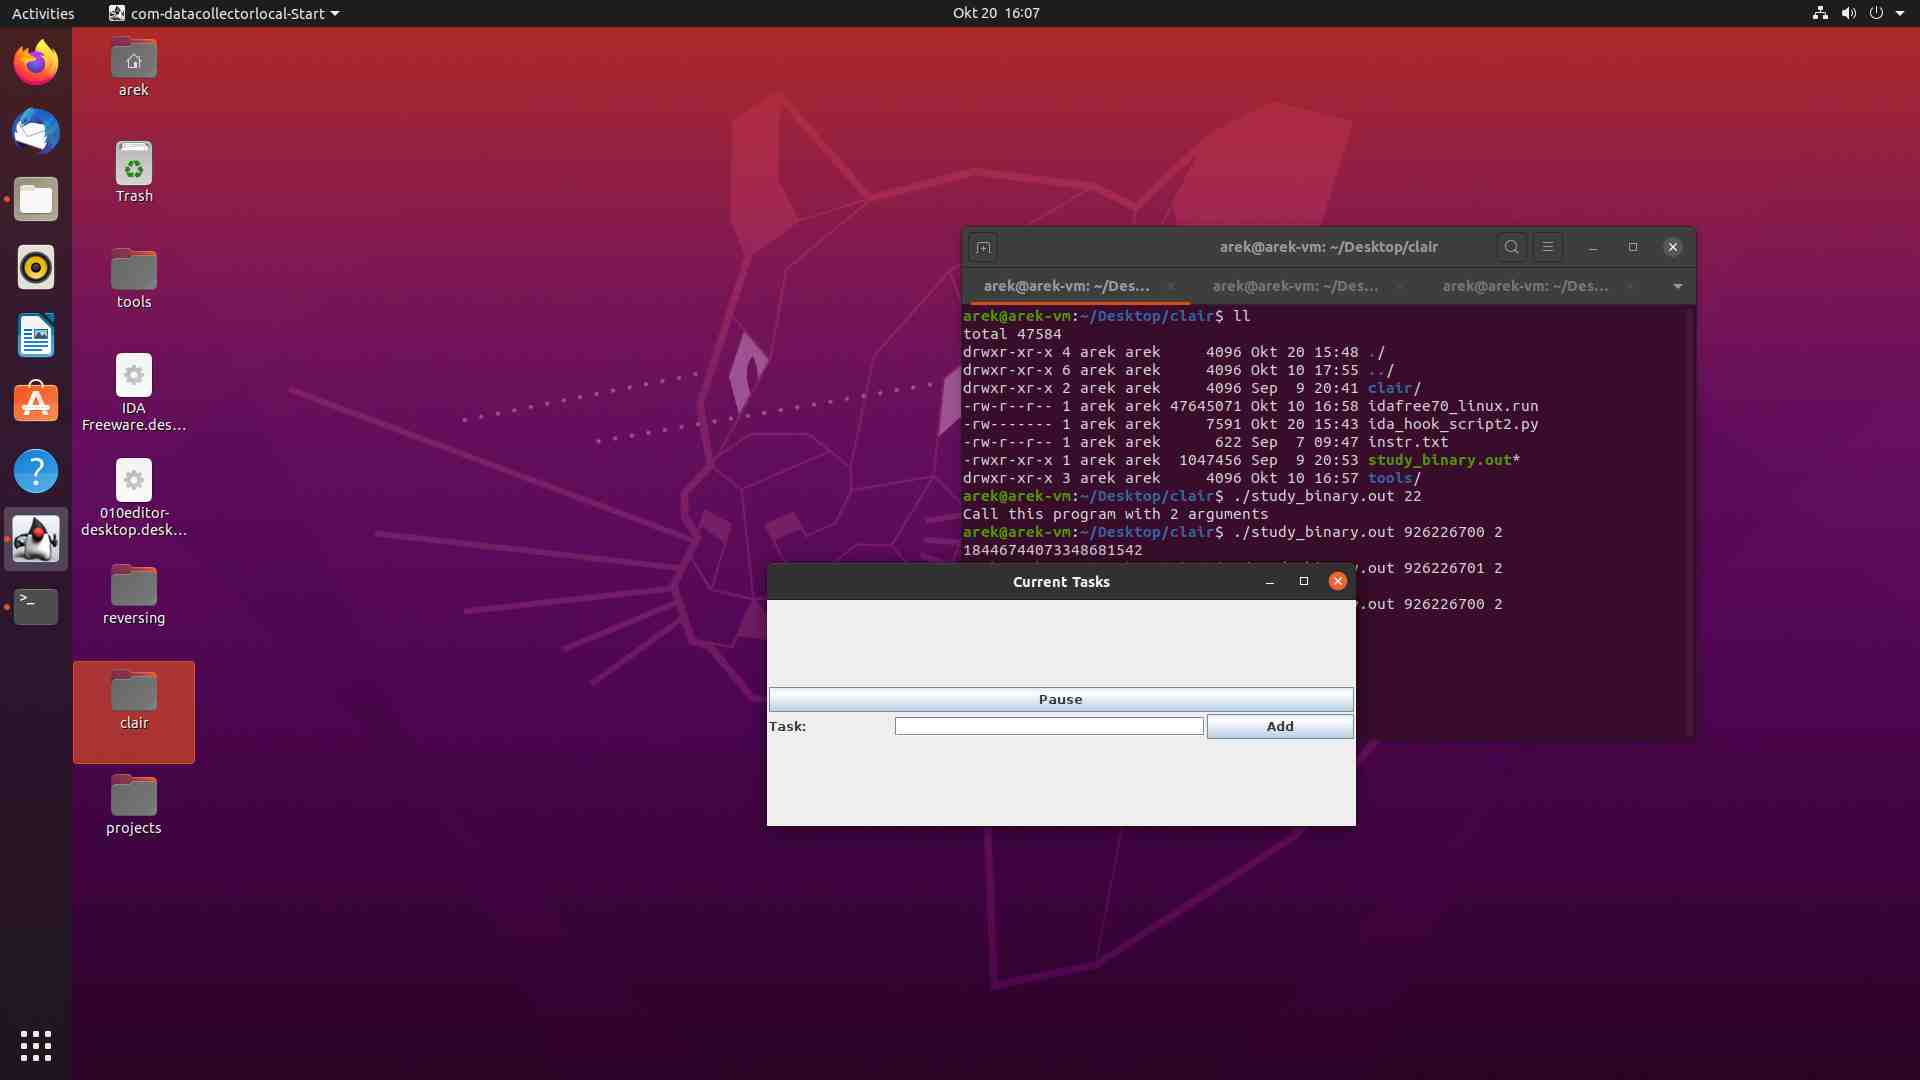 Activities
com-datacollectorlocal-Start
Okt 20 16:07
arek
Trash
tools
IDA
Freeware.des...
010editor-
desktop.desk...
reversing
clair
projects
arek@arek-vm: ~/Desktop/clair
arek@arek-vm: ~/Des...
arek@arek-vm: ~/Des...
arek@arek-vm: ~/Des...
arek@arek-vm:~/Desktop/clair$ ll
total 47584
drwxr-xr-x 4 arek arek     4096 Okt 20 15:48 ./
drwxr-xr-x 6 arek arek     4096 Okt 10 17:55 ../
drwxr-xr-x 2 arek arek     4096 Sep  9 20:41 clair/
-rw-r--r-- 1 arek arek 47645071 Okt 10 16:58 idafree70_linux.run
-rw------- 1 arek arek     7591 Okt 20 15:43 ida_hook_script2.py
-rw-r--r-- 1 arek arek      622 Sep  7 09:47 instr.txt
-rwxr-xr-x 1 arek arek  1047456 Sep  9 20:53 study_binary.out*
drwxr-xr-x 3 arek arek     4096 Okt 10 16:57 tools/
arek@arek-vm:~/Desktop/clair$ ./study_binary.out 22
Call this program with 2 arguments
arek@arek-vm:~/Desktop/clair$ ./study_binary.out 926226700 2
18446744073348681542
.out 926226701 2
.out 926226700 2
Current Tasks
Pause
Task:
Add